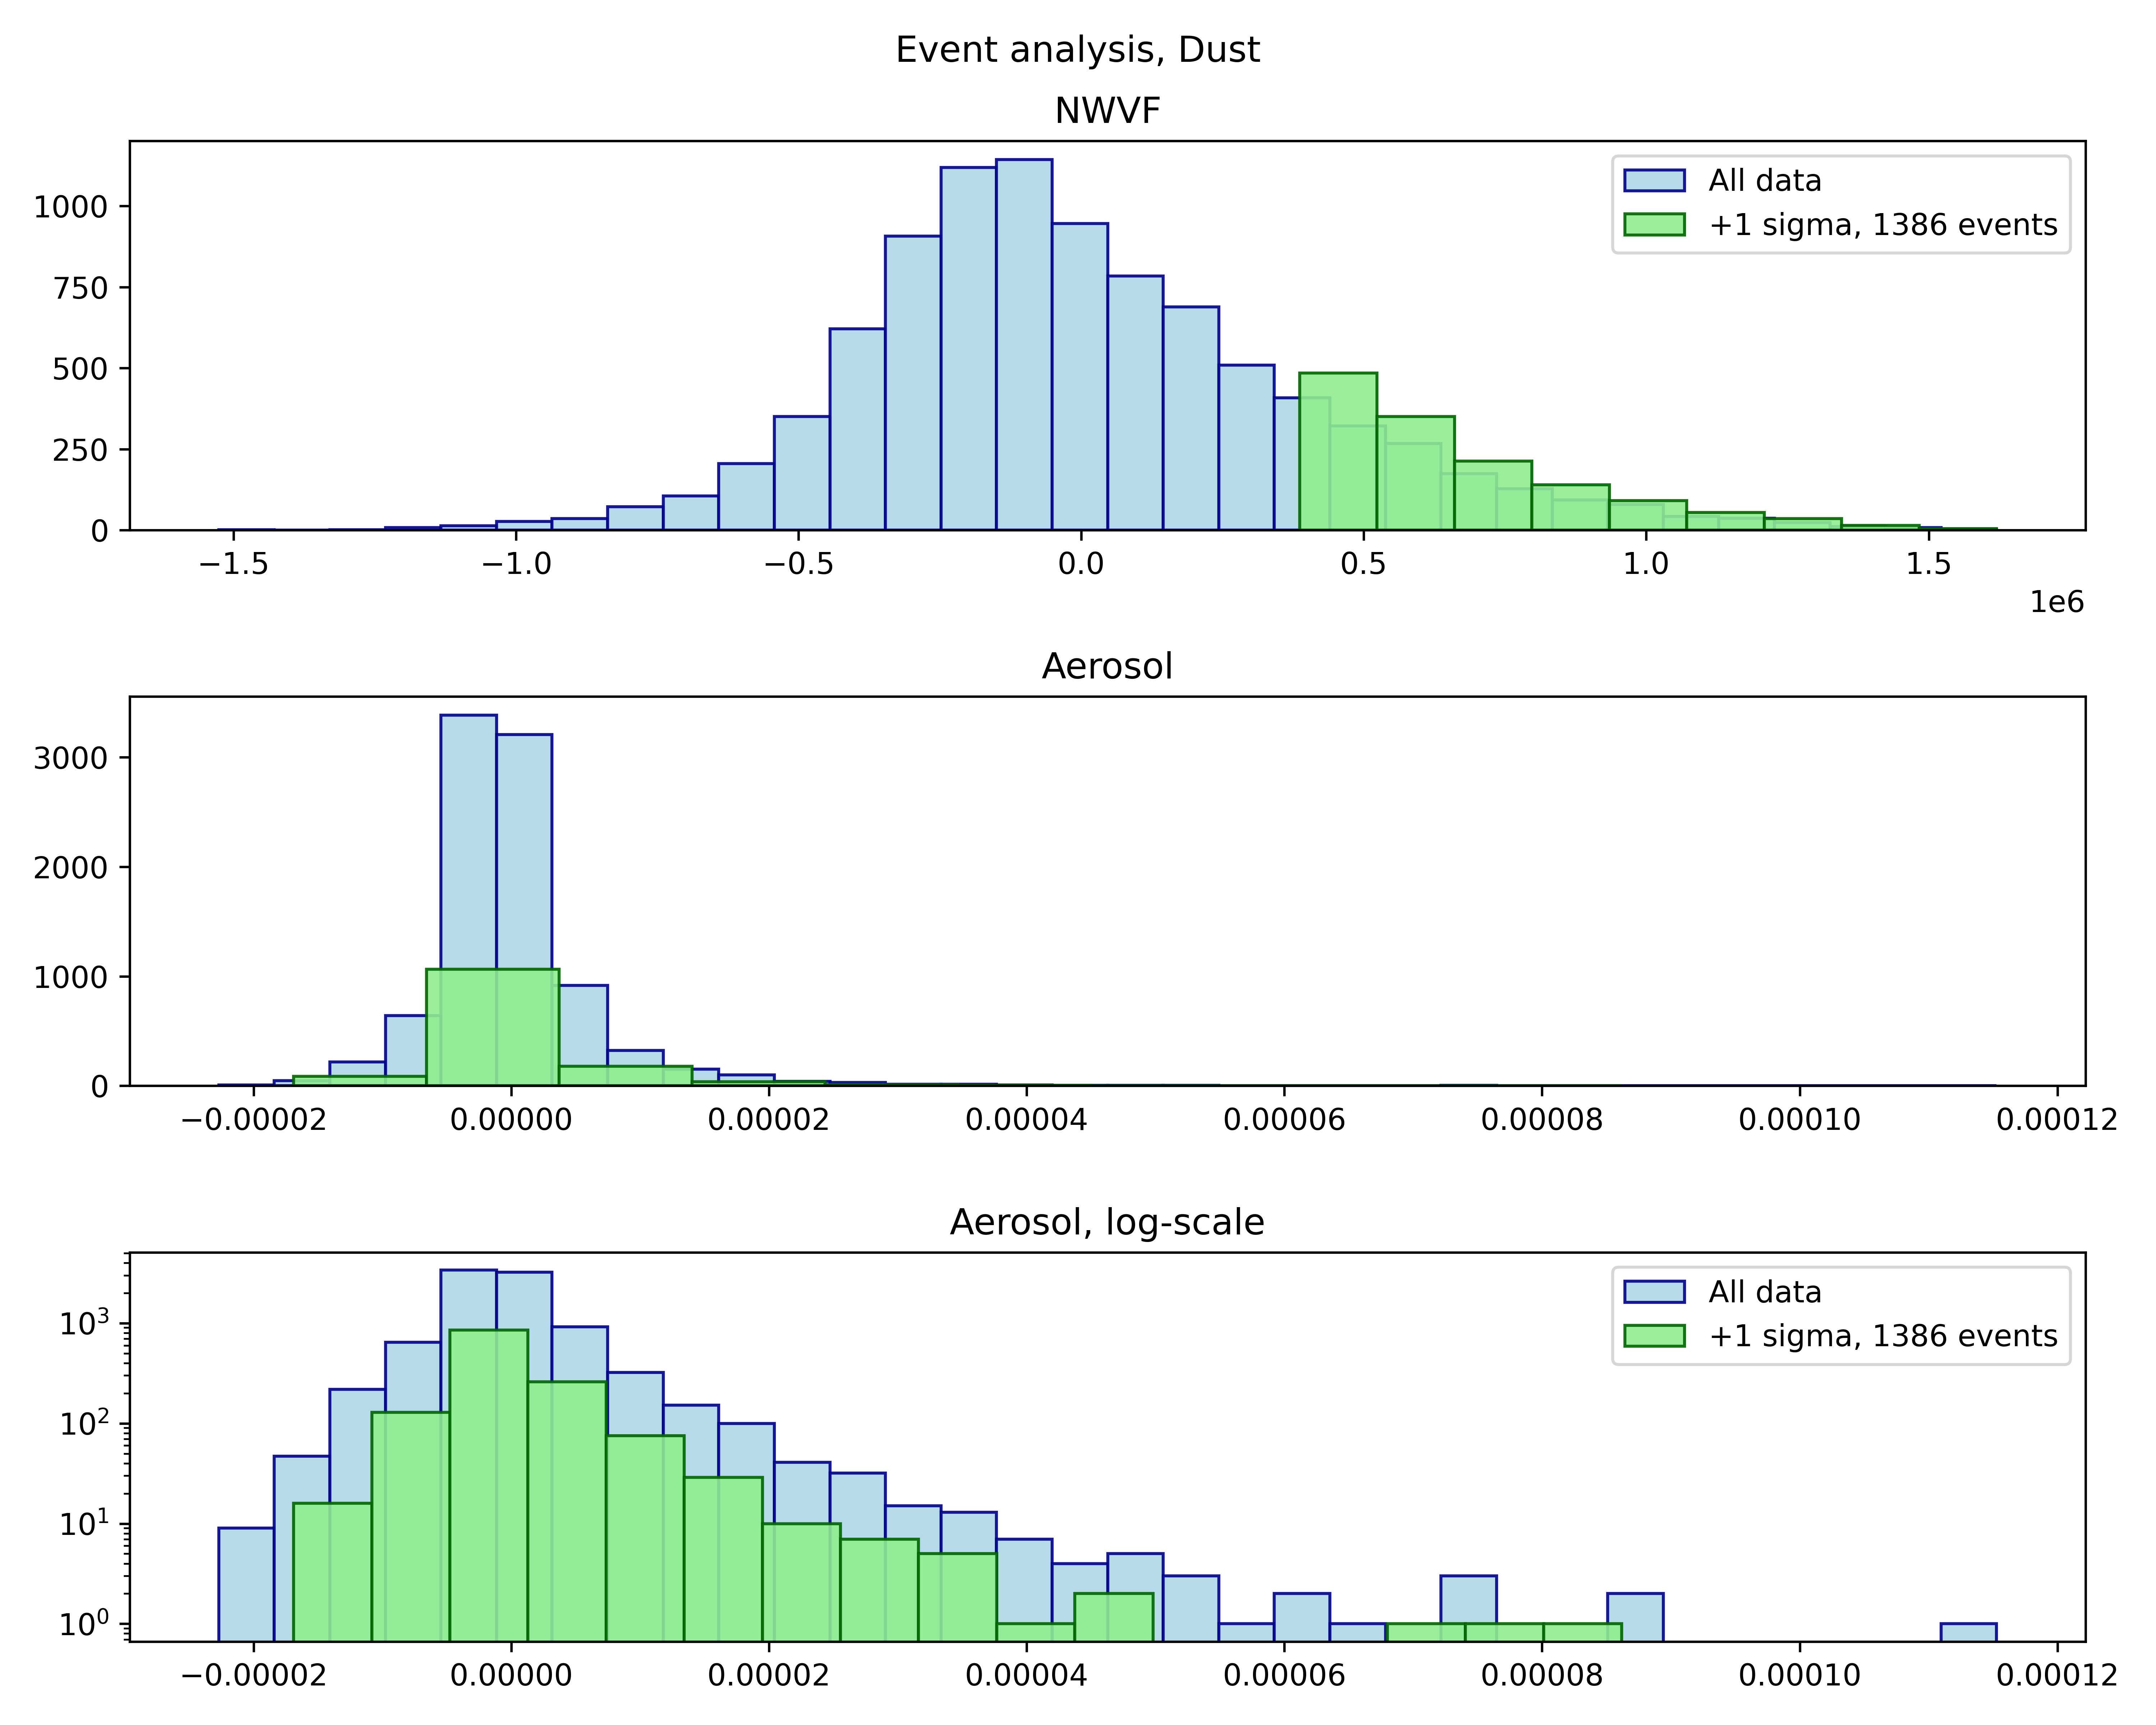 Event analysis, Dust
NWVF
All data
+1 sigma, 1386 events
1000
750
500
250
0
−1.5 −1.0 −0.5 0.0 0.5 1.0 1.5
1e6
Aerosol
3000
2000
1000
0
−0.00002 0.00000 0.00002 0.00004 0.00006 0.00008 0.00010 0.00012
Aerosol, log-scale
All data
+1 sigma, 1386 events
10³
10²
10¹
10⁰
−0.00002 0.00000 0.00002 0.00004 0.00006 0.00008 0.00010 0.00012